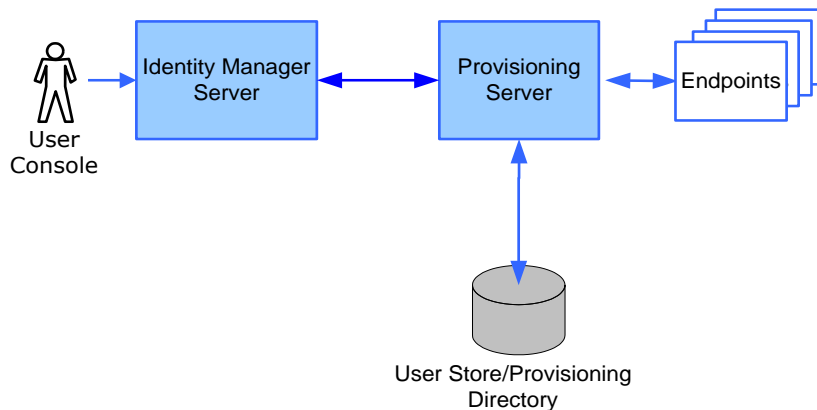 Identity Manager
Server
Provisioning
Server
Endpoints
User
Console
User Store/Provisioning
Directory